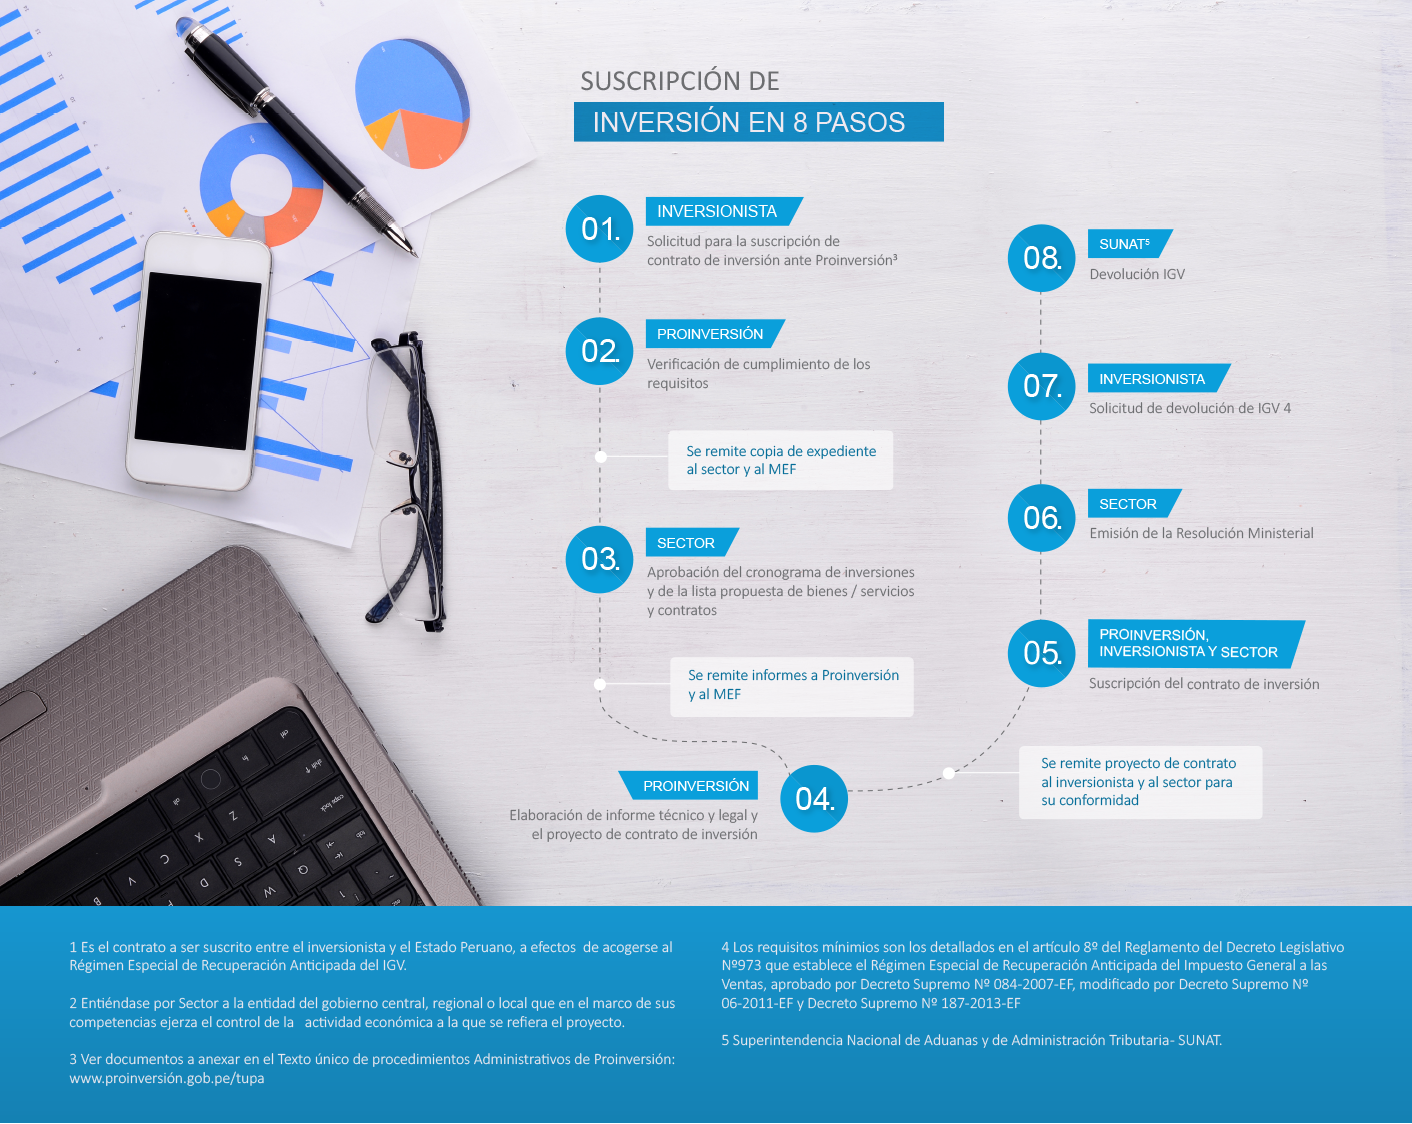 SUSCRIPCIÓN DE
INVERSIÓN EN 8 PASOS
01.
INVERSIONISTA
Solicitud para la suscripción de
contrato de inversión ante Proinversión³
02.
PROINVERSIÓN
Verificación de cumplimiento de los
requisitos
Se remite copia de expediente
al sector y al MEF
03.
SECTOR
Aprobación del cronograma de inversiones
y de la lista propuesta de bienes / servicios
y contratos
Se remite informes a Proinversión
y al MEF
04.
PROINVERSIÓN
Elaboración de informe técnico y legal y
el proyecto de contrato de inversión
Se remite proyecto de contrato
al inversionista y al sector para
su conformidad
05.
PROINVERSIÓN,
INVERSIONISTA Y SECTOR
Suscripción del contrato de inversión
06.
SECTOR
Emisión de la Resolución Ministerial
07.
INVERSIONISTA
Solicitud de devolución de IGV 4
08.
SUNAT⁵
Devolución IGV
1 Es el contrato a ser suscrito entre el inversionista y el Estado Peruano, a efectos de acogerse al
Régimen Especial de Recuperación Anticipada del IGV.
2 Entiéndase por Sector a la entidad del gobierno central, regional o local que en el marco de sus
competencias ejerza el control de la actividad económica a la que se refiera el proyecto.
3 Ver documentos a anexar en el Texto único de procedimientos Administrativos de Proinversión:
www.proinversión.gob.pe/tupa
4 Los requisitos mínimios son los detallados en el artículo 8º del Reglamento del Decreto Legislativo
Nº973 que establece el Régimen Especial de Recuperación Anticipada del Impuesto General a las
Ventas, aprobado por Decreto Supremo Nº 084-2007-EF, modificado por Decreto Supremo Nº
06-2011-EF y Decreto Supremo Nº 187-2013-EF
5 Superintendencia Nacional de Aduanas y de Administración Tributaria- SUNAT.